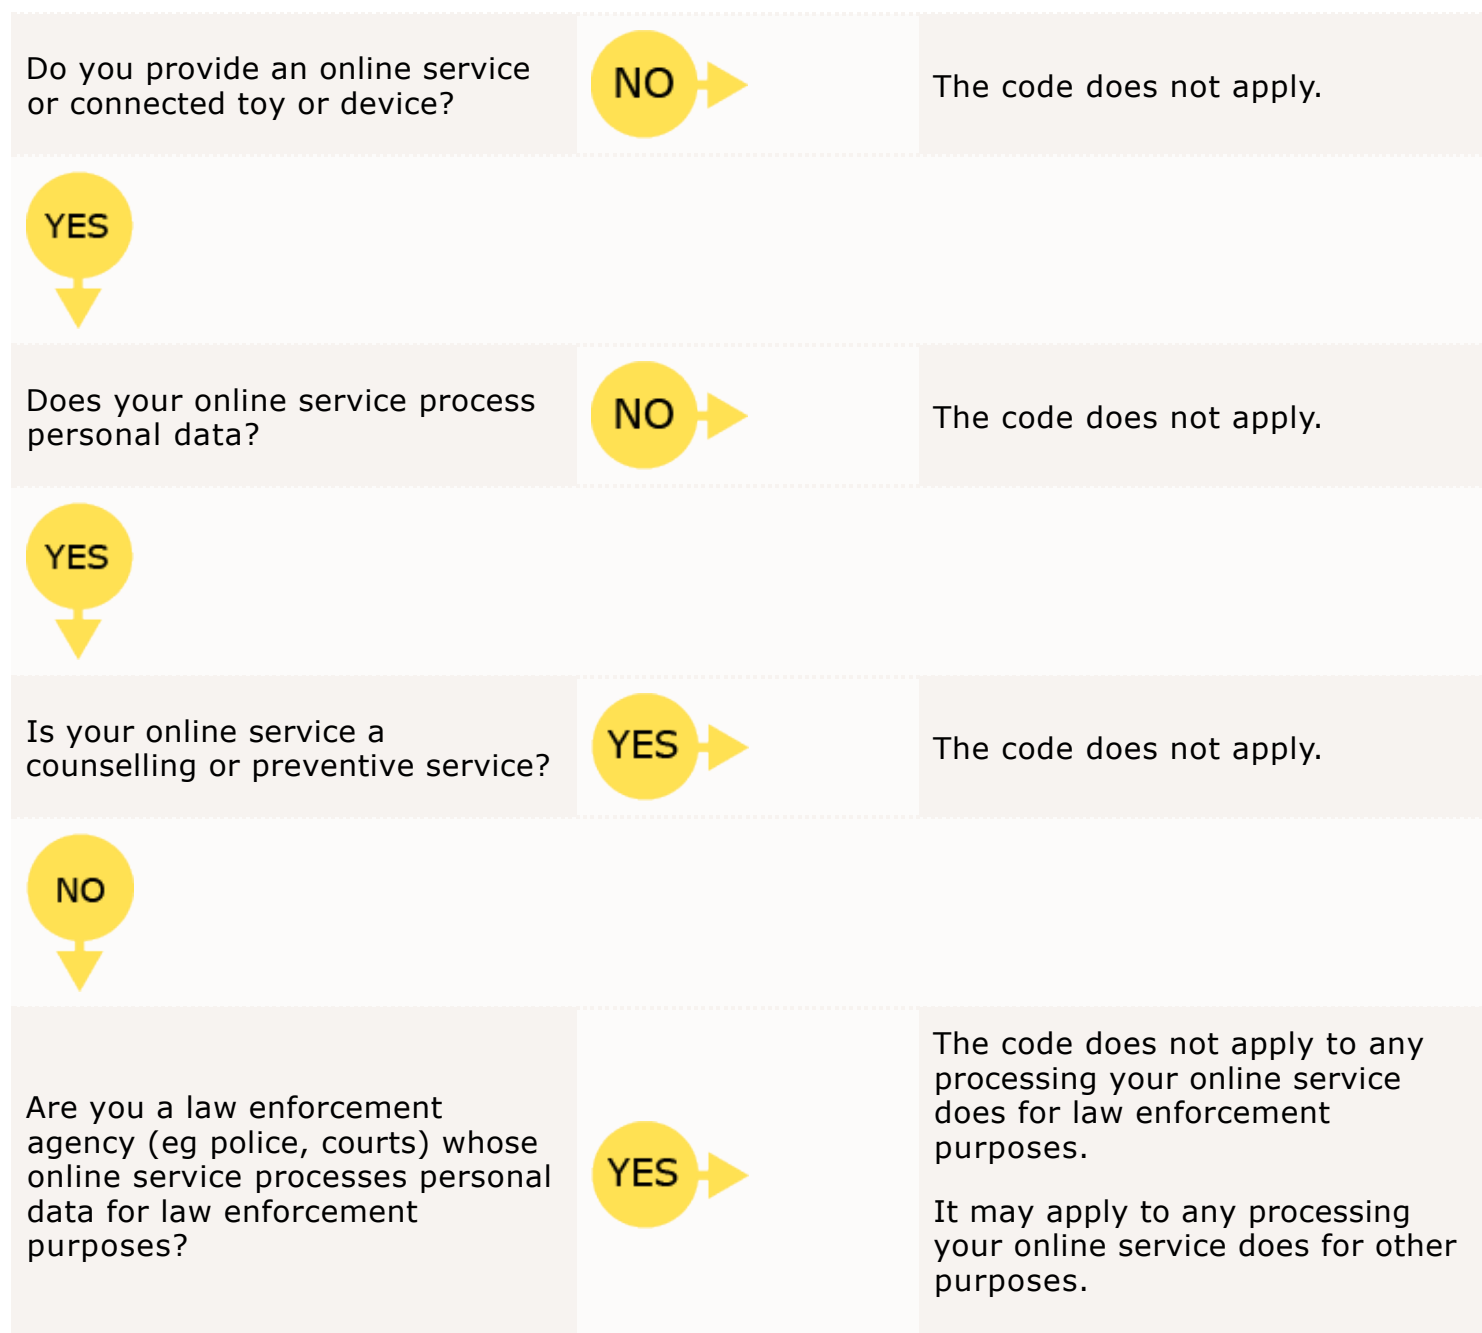 Do you provide an online service
or connected toy or device?
NO
The code does not apply.
YES
Does your online service process
personal data?
NO
The code does not apply.
YES
Is your online service a
counselling or preventive service?
YES
The code does not apply.
NO
Are you a law enforcement
agency (eg police, courts) whose
online service processes personal
data for law enforcement
purposes?
YES
The code does not apply to any
processing your online service
does for law enforcement
purposes.
It may apply to any processing
your online service does for other
purposes.